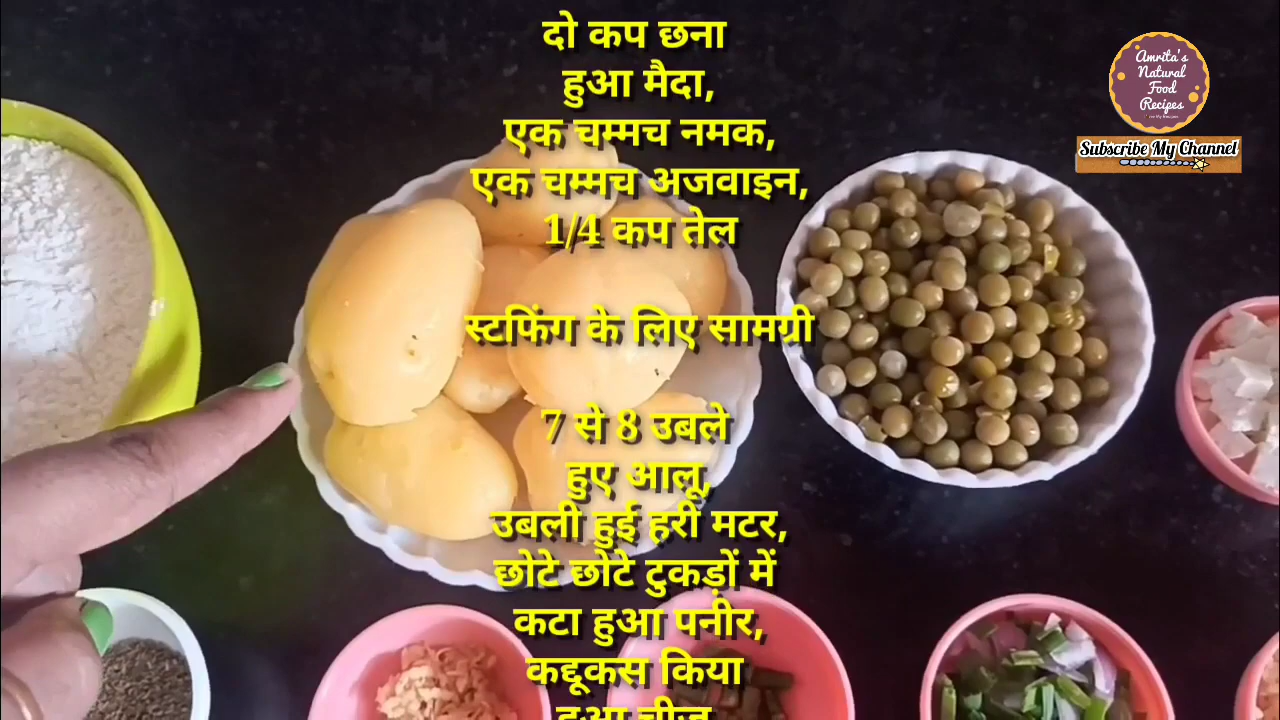 दो कप छना
हुआ मैदा,
एक चम्मच नमक,
एक चम्मच अजवाइन,
1/4 कप तेल
स्टफिंग के लिए सामग्री
7 से 8 उबले
हुए आलू,
उबली हुई हरी मटर,
छोटे छोटे टुकड़ों में
कटा हुआ पनीर,
कद्दूकस किया
हुआ चीज
Amrita's
Natural
Food
Recipes
Subscribe My Channel